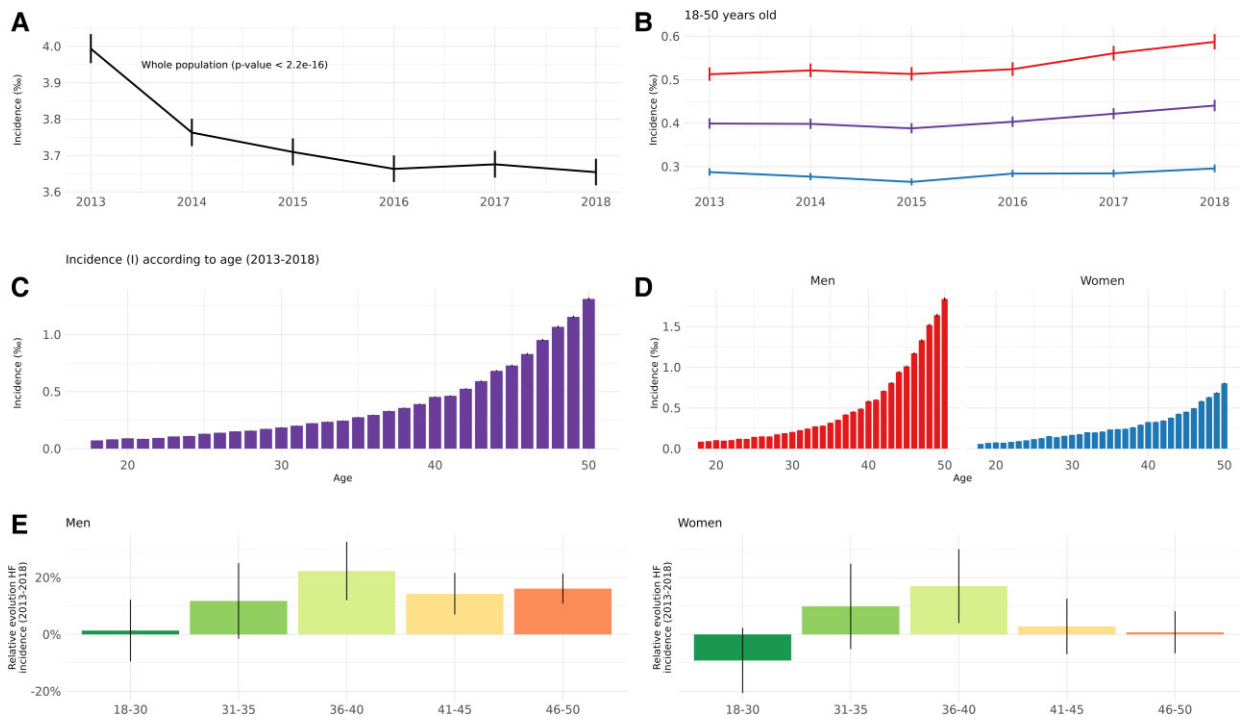 A
Incidence (‰)
4.0
3.9
3.8
3.7
3.6
Whole population (p-value < 2.2e-16)
2013 2014 2015 2016 2017 2018
B
18-50 years old
Incidence (‰)
0.6
0.5
0.4
0.3
2013 2014 2015 2016 2017 2018
Incidence (I) according to age (2013-2018)
C
Incidence (‰)
1.0
0.5
0.0
20 30 40 50
Age
D
Men Women
Incidence (‰)
1.5
1.0
0.5
0.0
20 30 40 50 20 30 40 50
Age
E
Men
Relative evolution HF
incidence (2013-2018)
20%
0%
-20%
18-30 31-35 36-40 41-45 46-50
Women
Relative evolution HF
incidence (2013-2018)
18-30 31-35 36-40 41-45 46-50